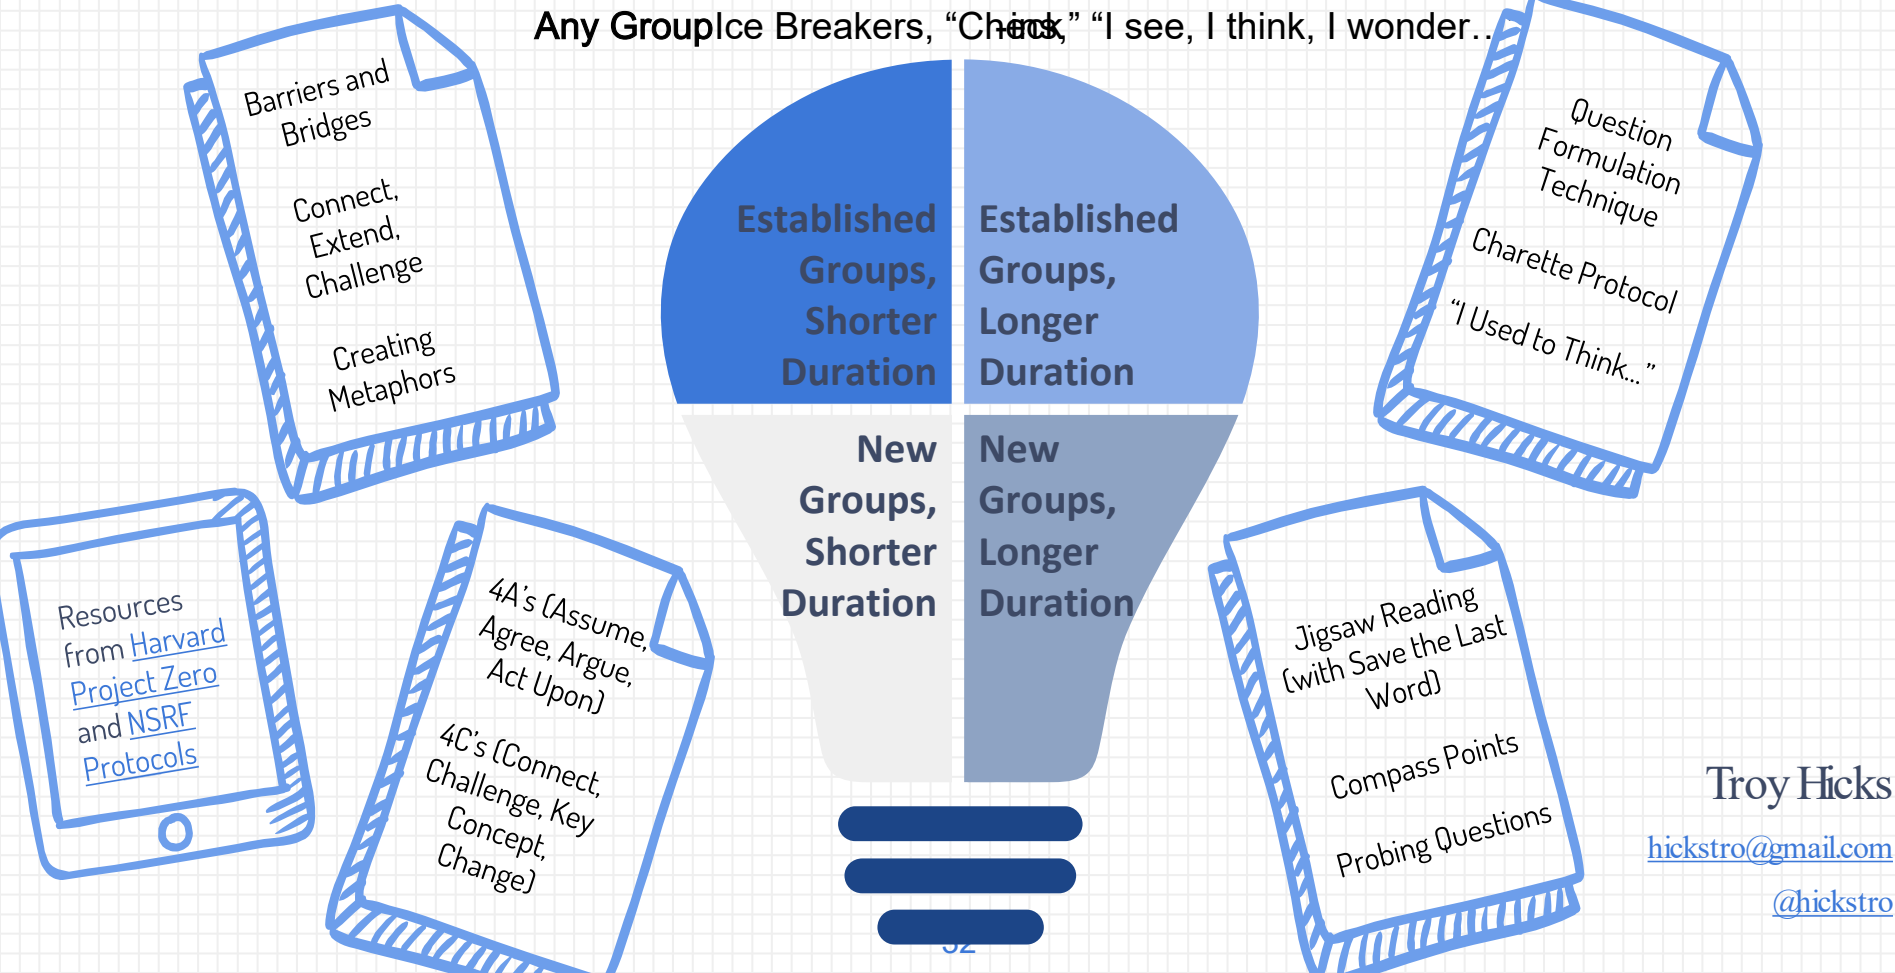 Any Group Ice Breakers, “Check-ins,” “I see, I think, I wonder…
Barriers and
Bridges
Connect,
Extend,
Challenge
Creating
Metaphors
Established
Groups,
Shorter
Duration
Established
Groups,
Longer
Duration
Question
Formulation
Technique
Charette Protocol
“I Used to Think...”
Resources
from Harvard
Project Zero
and NSRF
Protocols
4A’s (Assume,
Agree, Argue,
Act Upon)
4C’s (Connect,
Challenge, Key
Concept,
Change)
New
Groups,
Shorter
Duration
New
Groups,
Longer
Duration
Jigsaw Reading
(with Save the Last
Word)
Compass Points
Probing Questions
Troy Hicks
hickstro@gmail.com
@hickstro